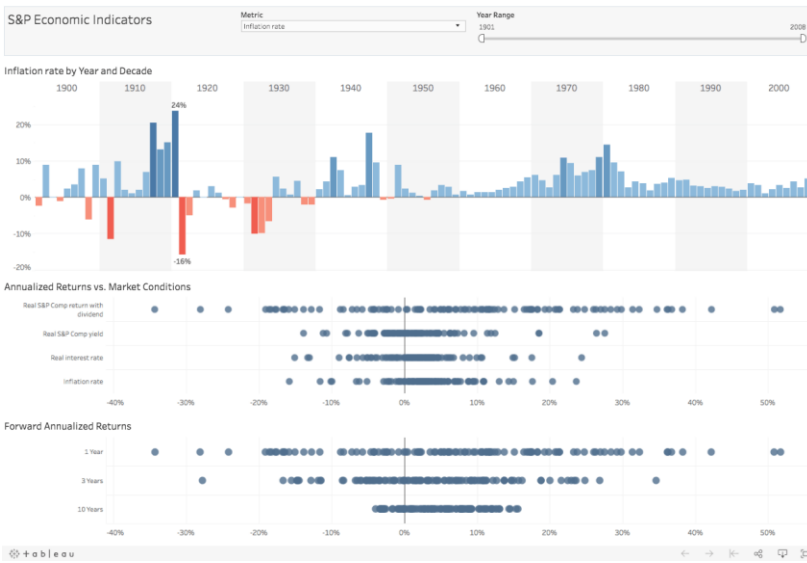 S&P Economic Indicators
Metric
Inflation rate
Year Range
1901 2008
Inflation rate by Year and Decade
1900 1910 1920 1930 1940 1950 1960 1970 1980 1990 2000
24%
20%
10%
0%
-10%
-16%
-20%
Annualized Returns vs. Market Conditions
Real S&P Comp return with
dividend
Real S&P Comp yield
Real interest rate
Inflation rate
-40% -30% -20% -10% 0% 10% 20% 30% 40% 50%
Forward Annualized Returns
1 Year
3 Years
10 Years
-40% -30% -20% -10% 0% 10% 20% 30% 40% 50%
+ableau